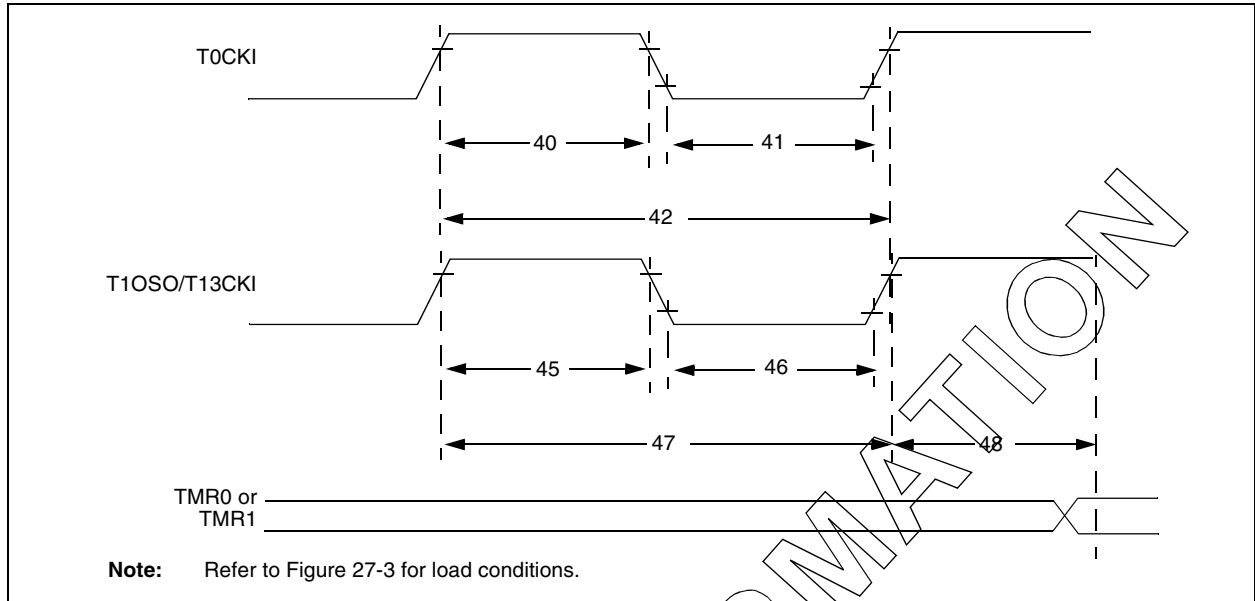 T0CKI
40
41
42
T1OSO/T13CKI
45
46
47
48
TMR0 or
TMR1
Note: Refer to Figure 27-3 for load conditions.
RMATION